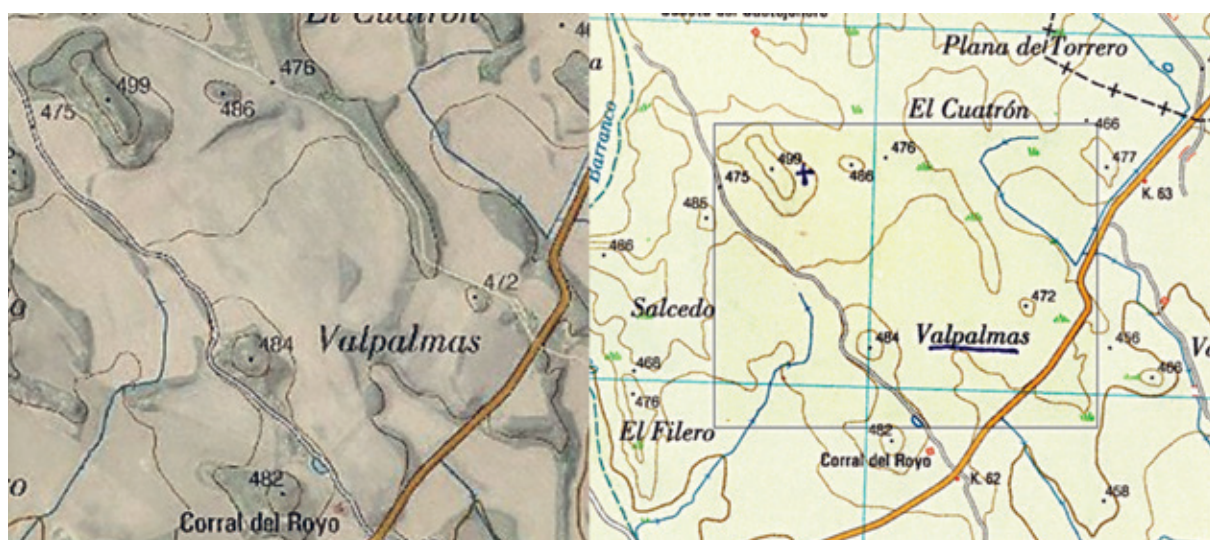 El Cuatrón
476
499
475
486
472
Valpalmas
484
482
Corral del Royo
Plana de Torrero
El Cuatrón
466
Barranco
499
475
486
476
477
K. 63
485
466
Salcedo
472
484
Valpalmas
456
466
468
476
El Filero
482
Corral del Royo
K. 62
458